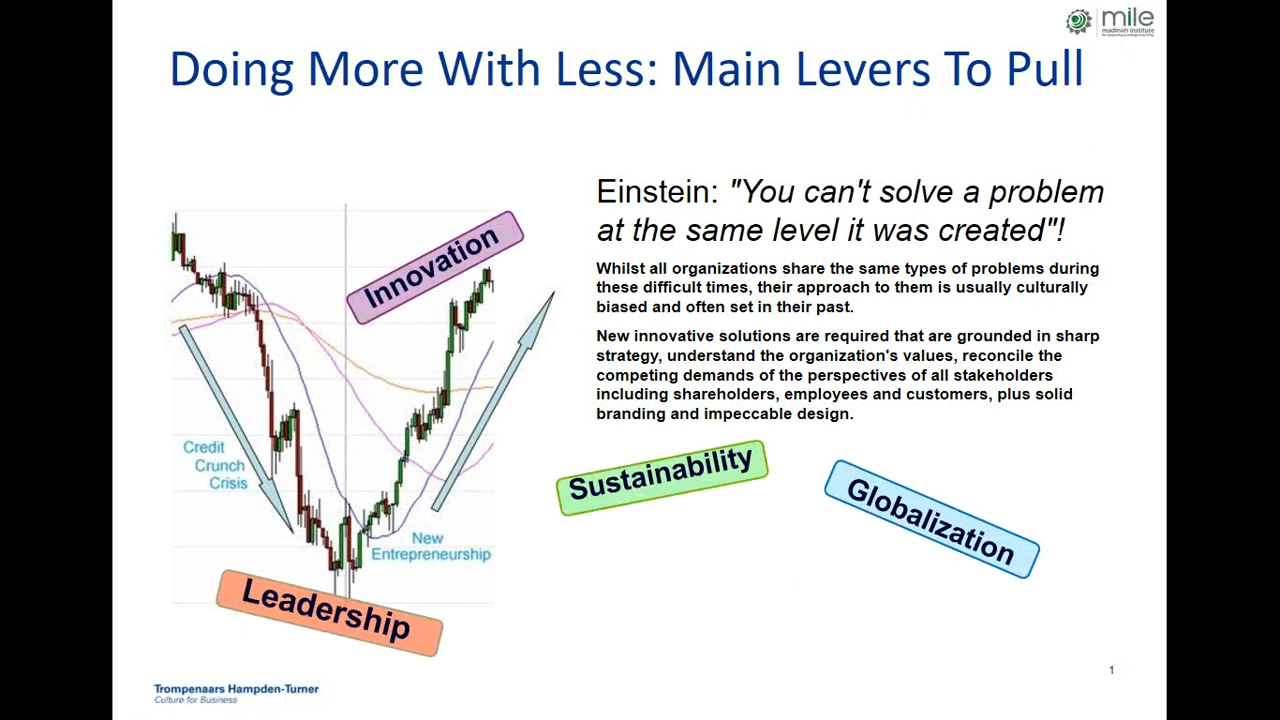 mile
madinah institute
for leadership & entrepreneurship
Doing More With Less: Main Levers To Pull
Einstein: "You can't solve a problem
at the same level it was created"!
Whilst all organizations share the same types of problems during
these difficult times, their approach to them is usually culturally
biased and often set in their past.
New innovative solutions are required that are grounded in sharp
strategy, understand the organization's values, reconcile the
competing demands of the perspectives of all stakeholders
including shareholders, employees and customers, plus solid
branding and impeccable design.
Innovation
Credit
Crunch
Crisis
New
Entrepreneurship
Leadership
Sustainability
Globalization
Trompenaars Hampden-Turner
Culture for Business
1